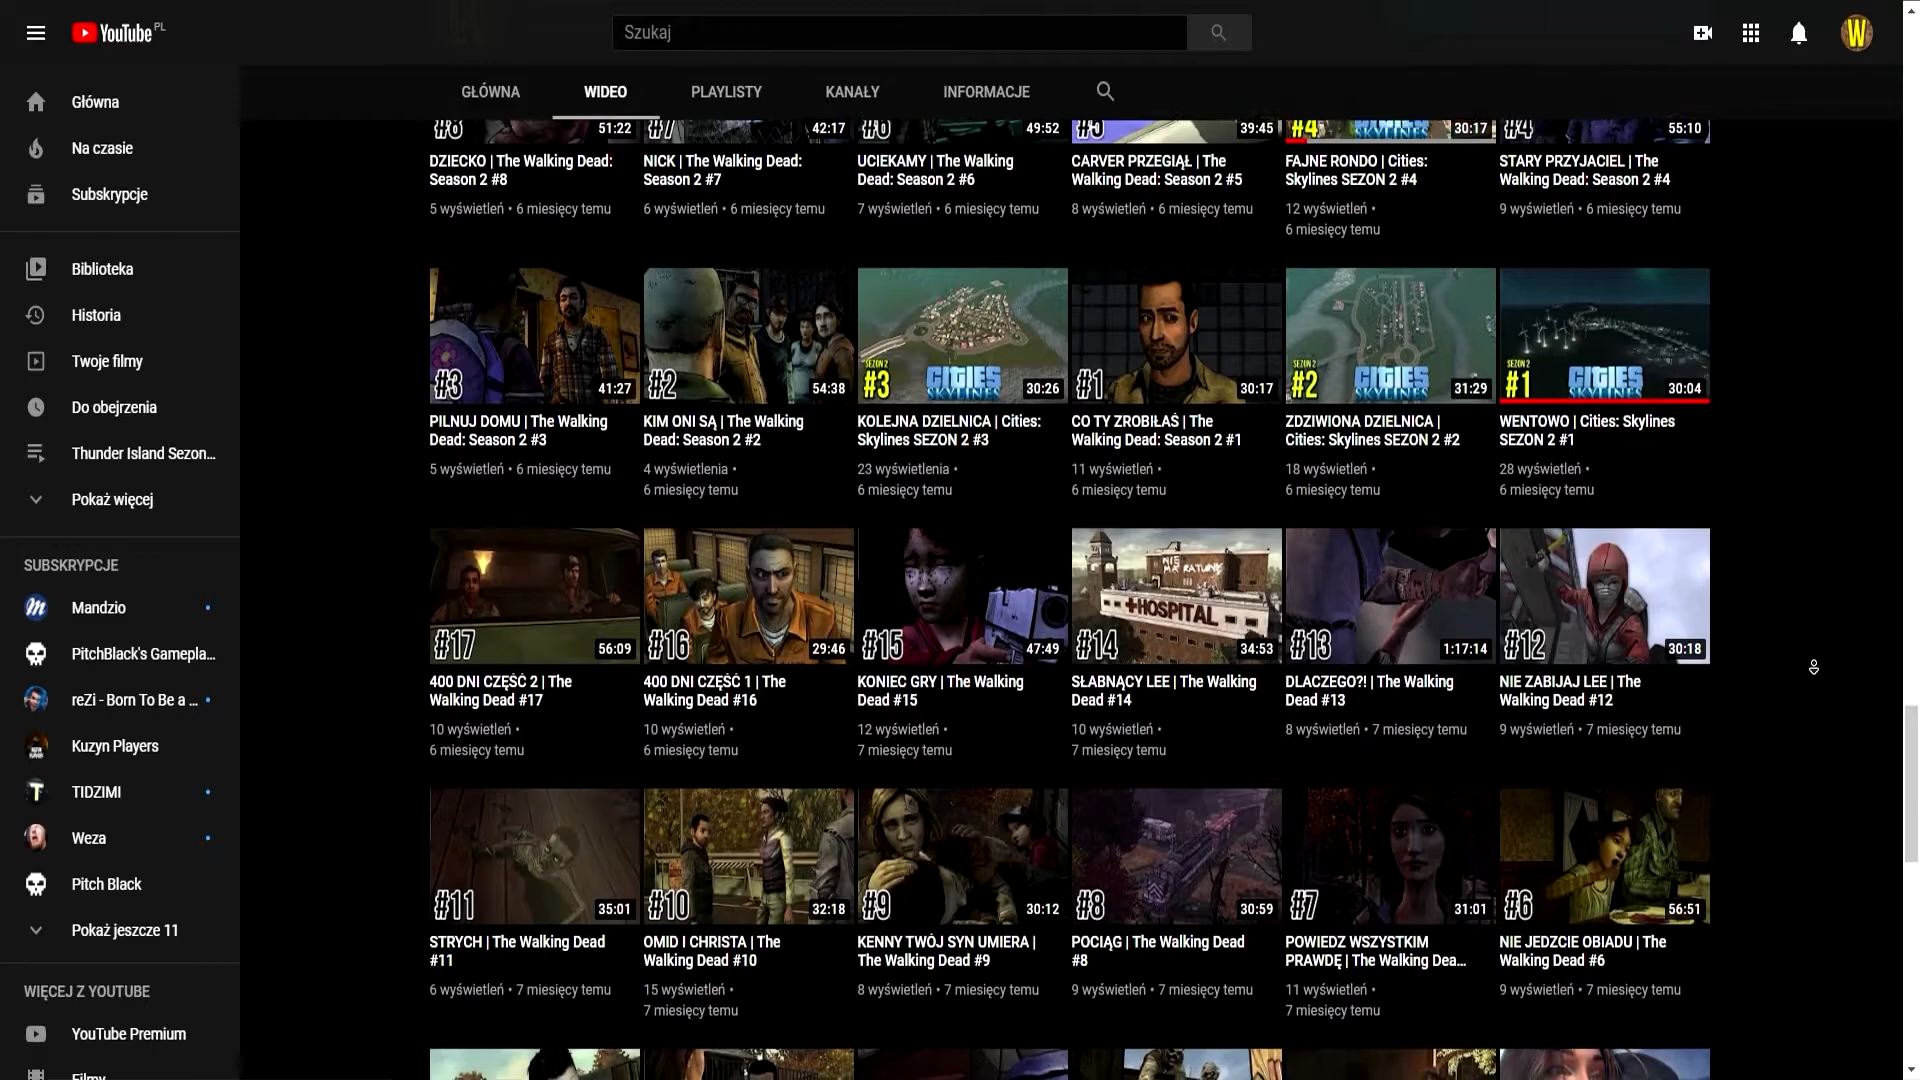 YouTube PL
Szukaj
W
GŁÓWNA WIDEO PLAYLISTY KANAŁY INFORMACJE
Główna
Na czasie
Subskrypcje
Biblioteka
Historia
Twoje filmy
Do obejrzenia
Thunder Island Sezon...
Pokaż więcej
SUBSKRYPCJE
Mandzio
PitchBlack's Gamepla...
reZi - Born To Be a ...
Kuzyn Players
TIDZIMI
Weza
Pitch Black
Pokaż jeszcze 11
WIĘCEJ Z YOUTUBE
YouTube Premium
Filmy
#8 51:22
DZIECKO | The Walking Dead:
Season 2 #8
5 wyświetleń • 6 miesięcy temu
#7 42:17
NICK | The Walking Dead:
Season 2 #7
6 wyświetleń • 6 miesięcy temu
#6 49:52
UCIEKAMY | The Walking
Dead: Season 2 #6
7 wyświetleń • 6 miesięcy temu
#5 39:45
CARVER PRZEGIĄŁ | The
Walking Dead: Season 2 #5
8 wyświetleń • 6 miesięcy temu
#4 SKYLINES 30:17
FAJNE RONDO | Cities:
Skylines SEZON 2 #4
12 wyświetleń •
6 miesięcy temu
#4 55:10
STARY PRZYJACIEL | The
Walking Dead: Season 2 #4
9 wyświetleń • 6 miesięcy temu
#3 41:27
PILNUJ DOMU | The Walking
Dead: Season 2 #3
5 wyświetleń • 6 miesięcy temu
#2 54:38
KIM ONI SĄ | The Walking
Dead: Season 2 #2
4 wyświetlenia •
6 miesięcy temu
SEZON 2
#3 CITIES SKYLINES 30:26
KOLEJNA DZIELNICA | Cities:
Skylines SEZON 2 #3
23 wyświetlenia •
6 miesięcy temu
#1 30:17
CO TY ZROBIŁAŚ | The
Walking Dead: Season 2 #1
11 wyświetleń •
6 miesięcy temu
SEZON 2
#2 CITIES SKYLINES 31:29
ZDZIWIONA DZIELNICA |
Cities: Skylines SEZON 2 #2
18 wyświetleń •
6 miesięcy temu
SEZON 2
#1 CITIES SKYLINES 30:04
WENTOWO | Cities: Skylines
SEZON 2 #1
28 wyświetleń •
6 miesięcy temu
#17 56:09
400 DNI CZĘŚĆ 2 | The
Walking Dead #17
10 wyświetleń •
6 miesięcy temu
#16 29:46
400 DNI CZĘŚĆ 1 | The
Walking Dead #16
10 wyświetleń •
6 miesięcy temu
#15 47:49
KONIEC GRY | The Walking
Dead #15
12 wyświetleń •
7 miesięcy temu
NIE
MA RATUNKU
HOSPITAL
#14 34:53
SŁABNĄCY LEE | The Walking
Dead #14
10 wyświetleń •
7 miesięcy temu
#13 1:17:14
DLACZEGO?! | The Walking
Dead #13
8 wyświetleń • 7 miesięcy temu
#12 30:18
NIE ZABIJAJ LEE | The
Walking Dead #12
9 wyświetleń • 7 miesięcy temu
#11 35:01
STRYCH | The Walking Dead
#11
6 wyświetleń • 7 miesięcy temu
#10 32:18
OMID I CHRISTA | The
Walking Dead #10
15 wyświetleń •
7 miesięcy temu
#9 30:12
KENNY TWÓJ SYN UMIERA |
The Walking Dead #9
8 wyświetleń • 7 miesięcy temu
#8 30:59
POCIĄG | The Walking Dead
#8
9 wyświetleń • 7 miesięcy temu
#7 31:01
POWIEDZ WSZYSTKIM
PRAWDĘ | The Walking Dea...
11 wyświetleń •
7 miesięcy temu
#6 56:51
NIE JEDZCIE OBIADU | The
Walking Dead #6
9 wyświetleń • 7 miesięcy temu